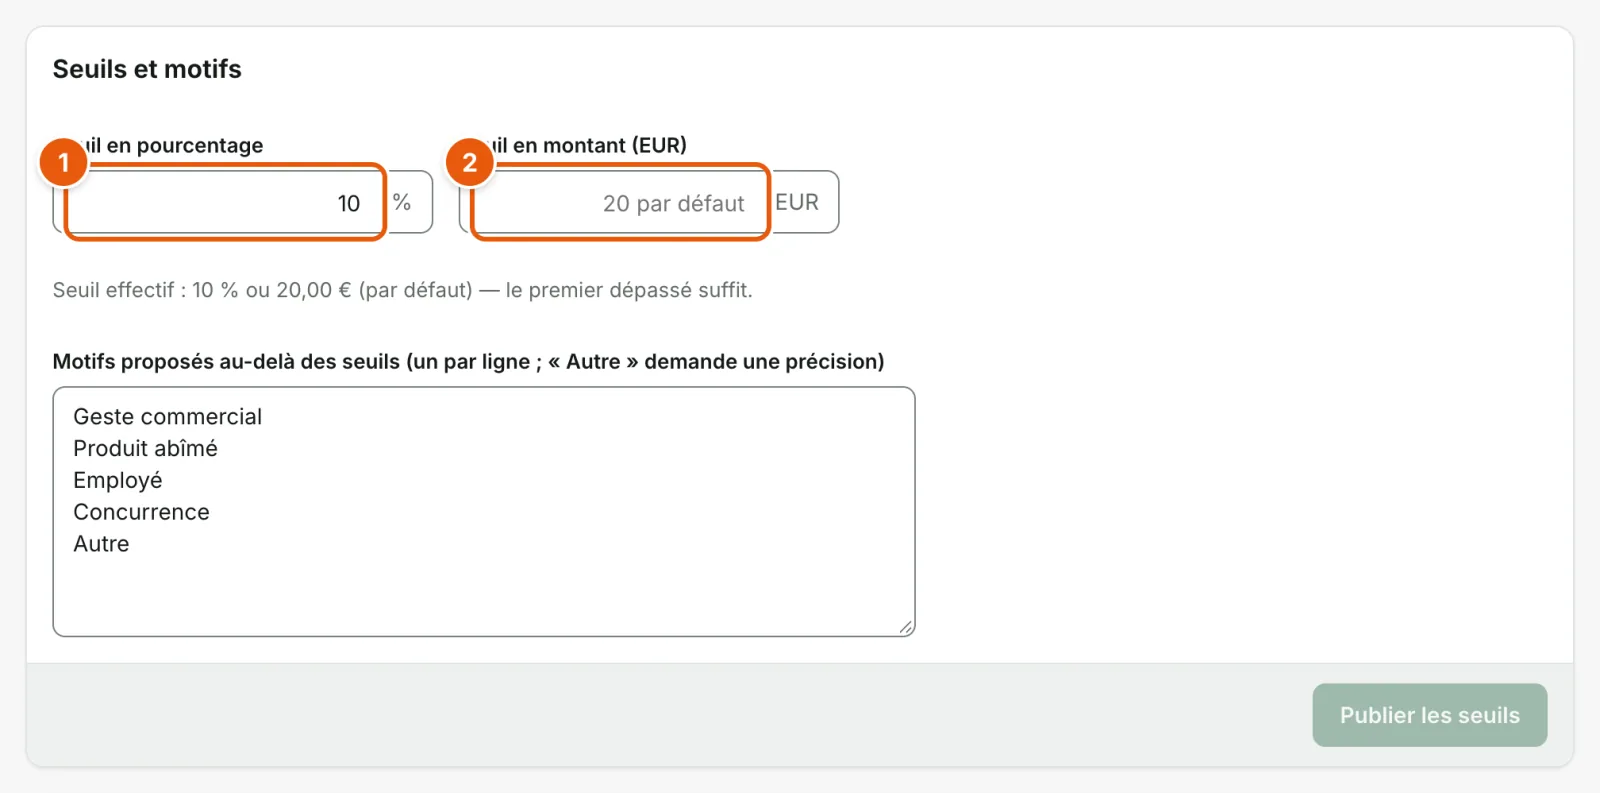 Seuils et motifs
1 uil en pourcentage
2 uil en montant (EUR)
10 %
20 par défaut EUR
Seuil effectif : 10 % ou 20,00 € (par défaut) — le premier dépassé suffit.
Motifs proposés au-delà des seuils (un par ligne ; « Autre » demande une précision)
Geste commercial
Produit abîmé
Employé
Concurrence
Autre
Publier les seuils